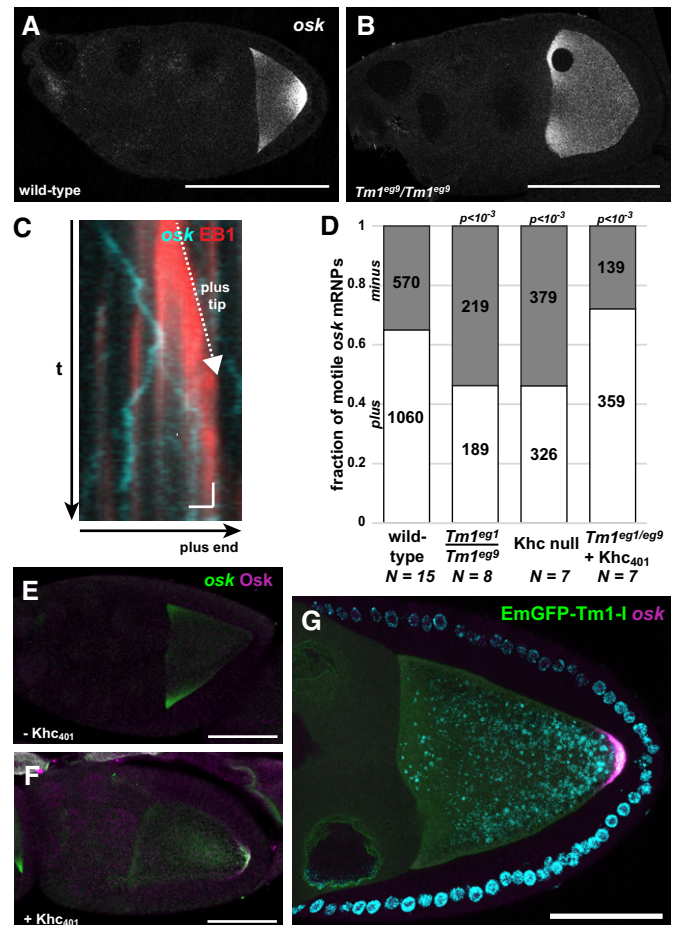 A
osk
wild-type
B
Tm1eg9/Tm1eg9
C
osk EB1
plus tip
t
plus end
D
p<10-3 p<10-3 p<10-3
fraction of motile osk mRNPs
minus
plus
1
0.8
0.6
0.4
0.2
0
570 219 379 139
1060 189 326 359
wild-type
N = 15
Tm1eg1
Tm1eg9
N = 8
Khc null
N = 7
Tm1eg1/eg9
+ Khc401
N = 7
E
osk Osk
- Khc401
F
+ Khc401
G
EmGFP-Tm1-I osk